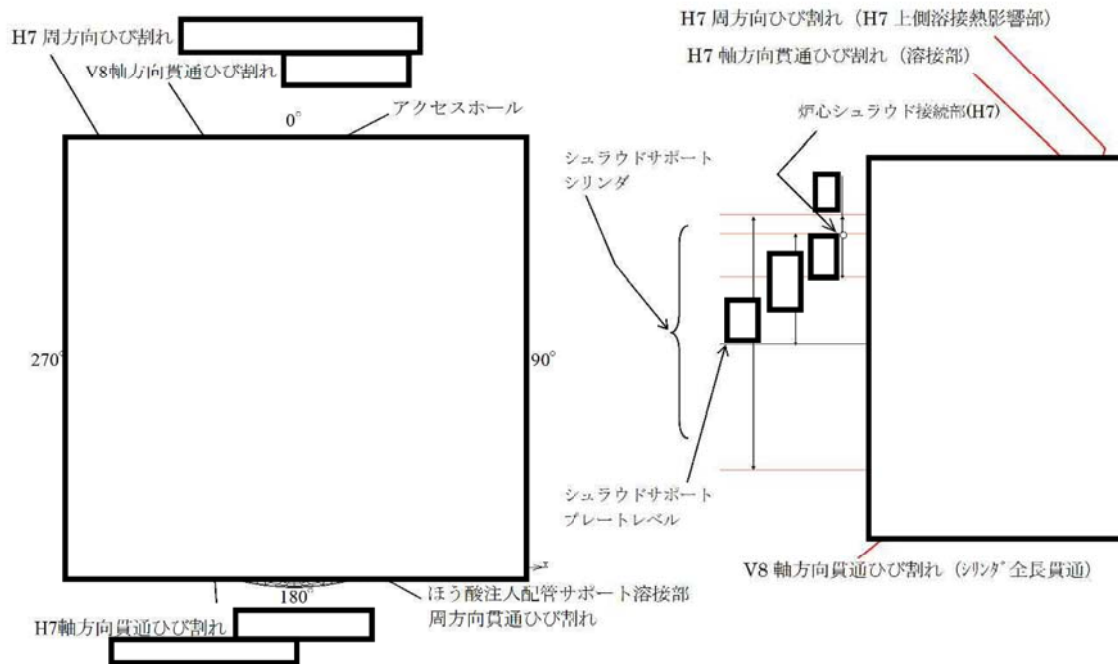 H7 周方向ひび割れ
V8軸方向貫通ひび割れ
アクセスホール
0°
270°
90°
180°
x
H7軸方向貫通ひび割れ
ほう酸注入配管サポート溶接部
周方向貫通ひび割れ
H7 周方向ひび割れ（H7 上側溶接熱影響部）
H7 軸方向貫通ひび割れ（溶接部）
炉心シュラウド接続部(H7)
シュラウドサポート
シリンダ
シュラウドサポート
プレートレベル
V8 軸方向貫通ひび割れ（ｼﾘﾝﾀﾞ全長貫通）